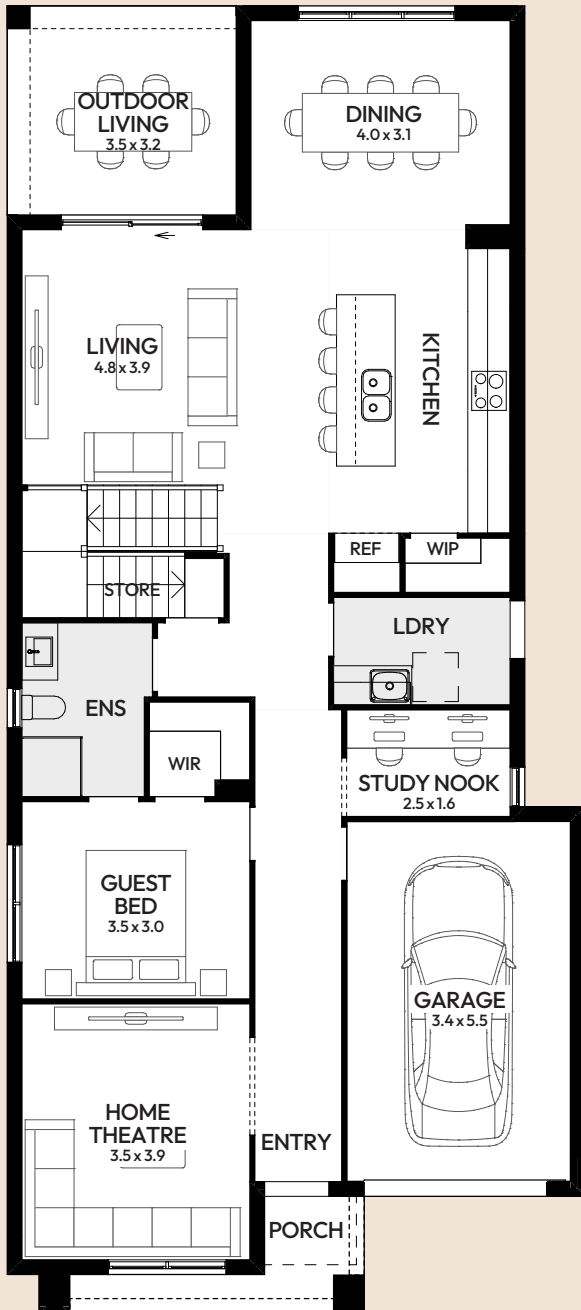 OUTDOOR
LIVING
3.5 x 3.2
DINING
4.0 x 3.1
LIVING
4.8 x 3.9
KITCHEN
REF
WIP
STORE
LDRY
ENS
WIR
STUDY NOOK
2.5 x 1.6
GUEST
BED
3.5 x 3.0
GARAGE
3.4 x 5.5
HOME
THEATRE
3.5 x 3.9
ENTRY
PORCH